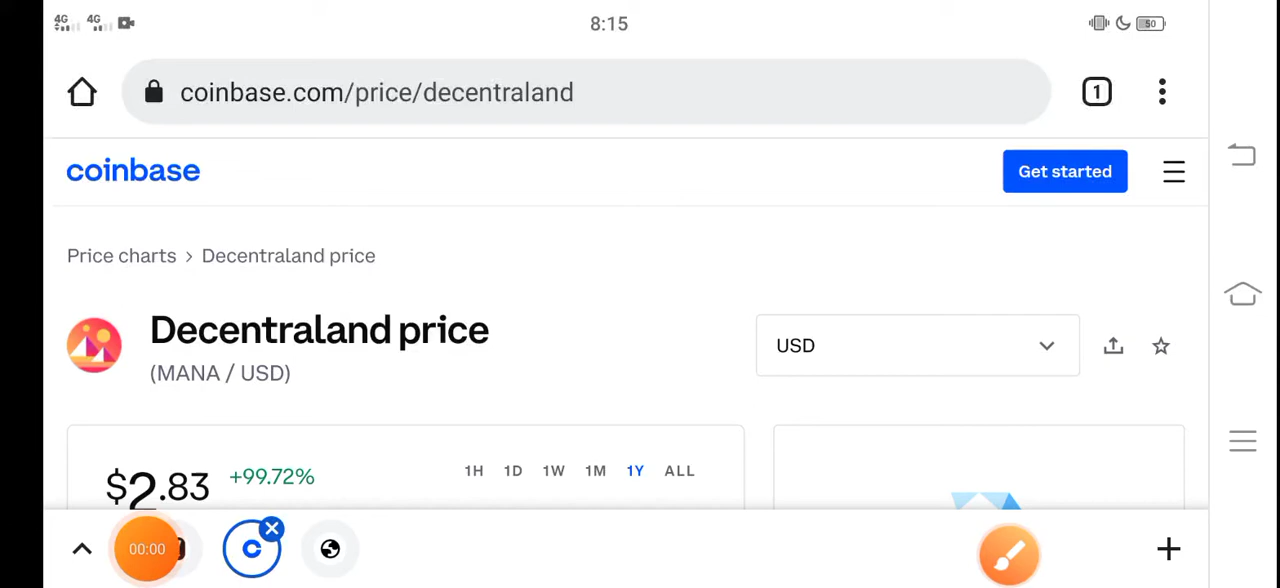 4G 4G 8:15 50
coinbase.com/price/decentraland 1
coinbase Get started
Price charts > Decentraland price
Decentraland price
(MANA / USD)
USD
$2.83 +99.72% 1H 1D 1W 1M 1Y ALL
00:00